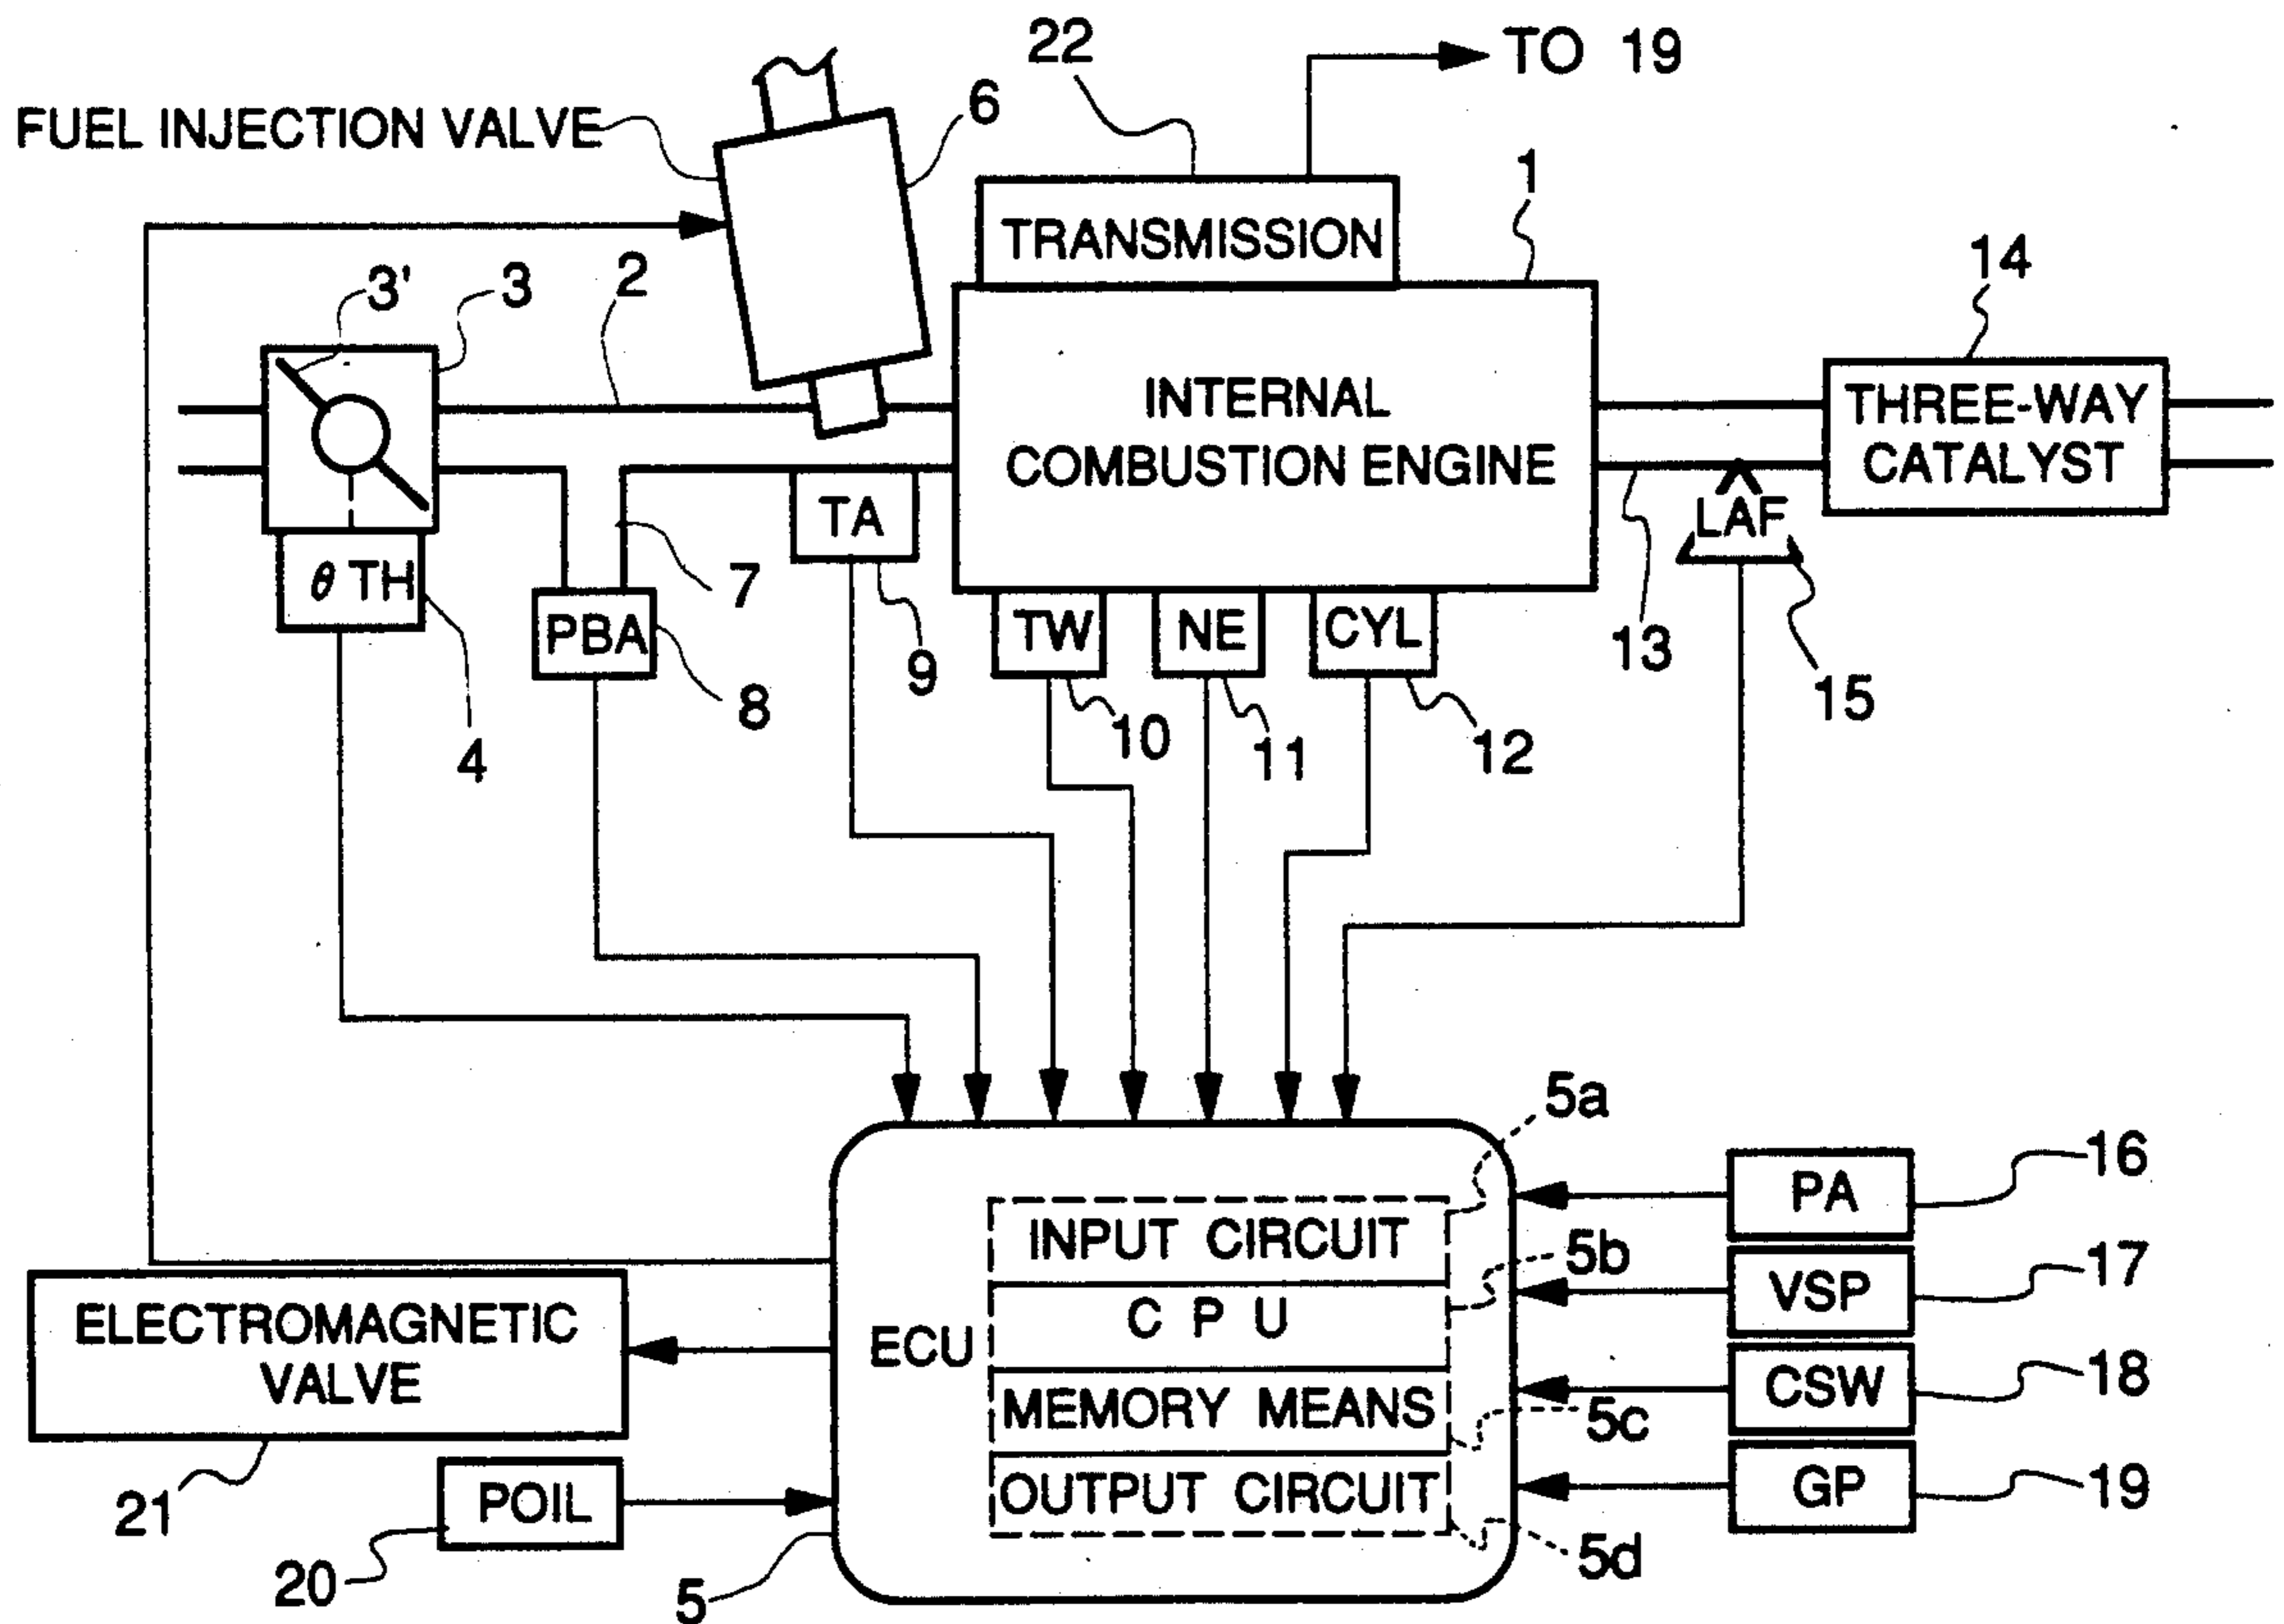 22
TO 19
FUEL INJECTION VALVE
6
1
TRANSMISSION
14
3'
3
2
INTERNAL
COMBUSTION ENGINE
THREE-WAY
CATALYST
TA
LAF
θ TH
7
PBA
TW
NE
CYL
13
9
8
15
4
10
11
12
5a
16
PA
INPUT CIRCUIT
5b
17
VSP
C P U
ELECTROMAGNETIC
VALVE
ECU
18
CSW
MEMORY MEANS
5c
19
GP
POIL
OUTPUT CIRCUIT
21
5d
20
5